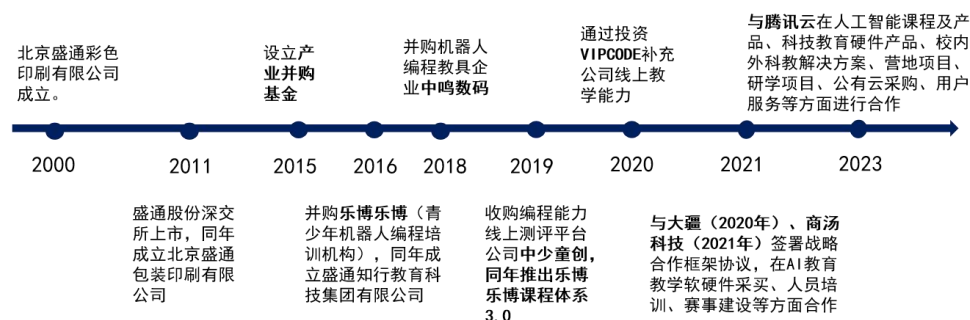 北京盛通彩色
印刷有限公司
成立。
设立产
业并购
基金
并购机器人
编程教具企
业中鸣数码
通过投资
VIPCODE补充
公司线上教
学能力
与腾讯云在人工智能课程及产
品、科技教育硬件产品、校内
外科教解决方案、营地项目、
研学项目、公有云采购、用户
服务等方面进行合作
2000
2011
2015
2016
2018
2019
2020
2021
2023
盛通股份深交
所上市，同年
成立北京盛通
包装印刷有限
公司
并购乐博乐博（青
少年机器人编程培
训机构），同年成
立盛通知行教育科
技集团有限公司
收购编程能力
线上测评平台
公司中少童创，
同年推出乐博
乐博课程体系
3.0
与大疆（2020年）、商汤
科技（2021年）签署战略
合作框架协议，在AI教育
教学软硬件采买、人员培
训、赛事建设等方面合作